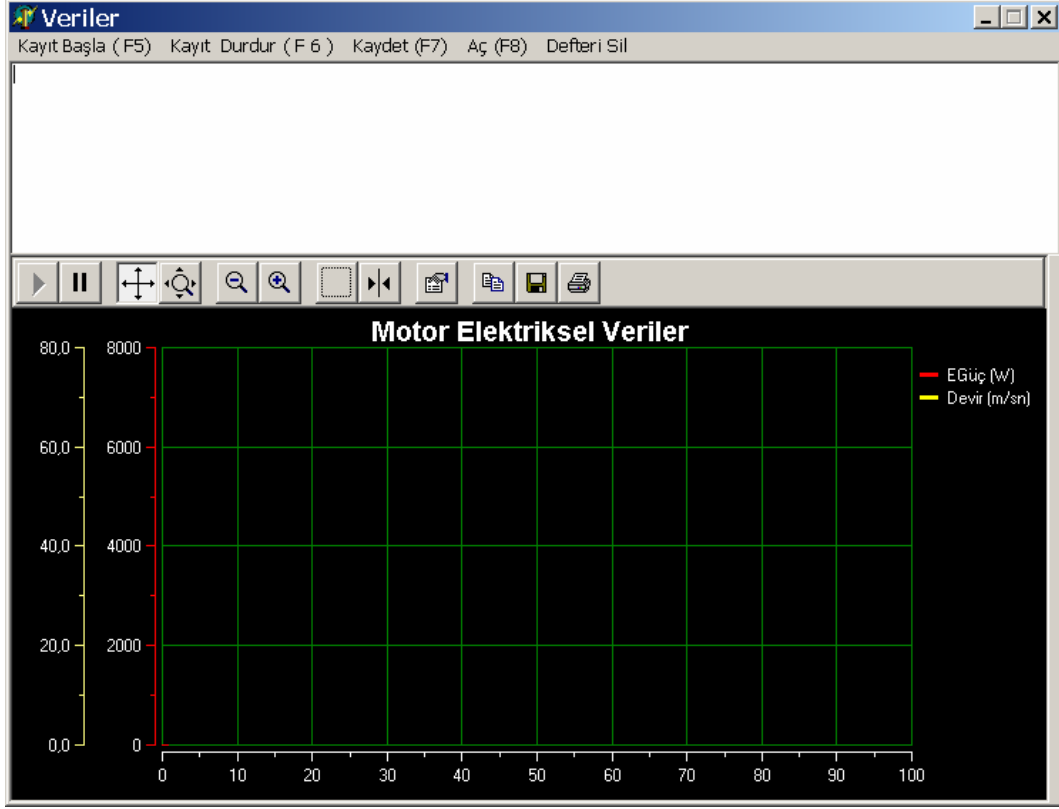 Veriler
Kayıt Başla ( F5) Kayıt Durdur ( F 6 ) Kaydet (F7) Aç (F8) Defteri Sil
Motor Elektriksel Veriler
80,0 8000
EGüç (W)
Devir (m/sn)
60,0 6000
40,0 4000
20,0 2000
0,0 0
0 10 20 30 40 50 60 70 80 90 100